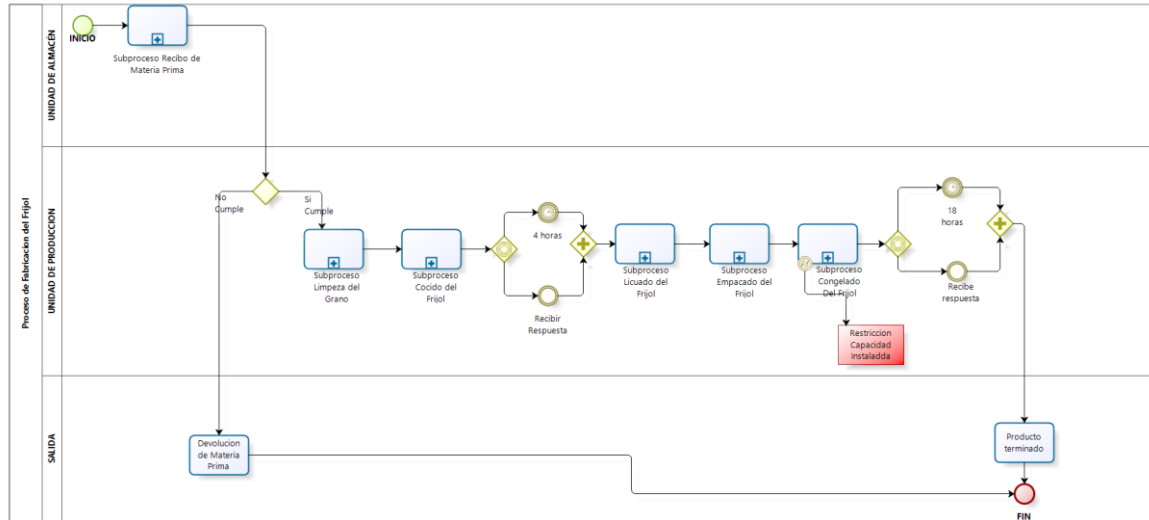 Proceso de Fabricacion del Frijol
UNIDAD DE ALMACÉN
INICIO
Subproceso Recibo de
Materia Prima
UNIDAD DE PRODUCCION
No
Cumple
Si
Cumple
Subproceso
Limpeza del
Grano
Subproceso
Cocido del
Frijol
4 horas
Recibir
Respuesta
Subproceso
Licuado del
Frijol
Subproceso
Empacado del
Frijol
Subproceso
Congelado
Del Frijol
Restriccion
Capacidad
Instaladda
18
horas
Recibe
respuesta
SALIDA
Devolucion
de Materia
Prima
Producto
terminado
FIN